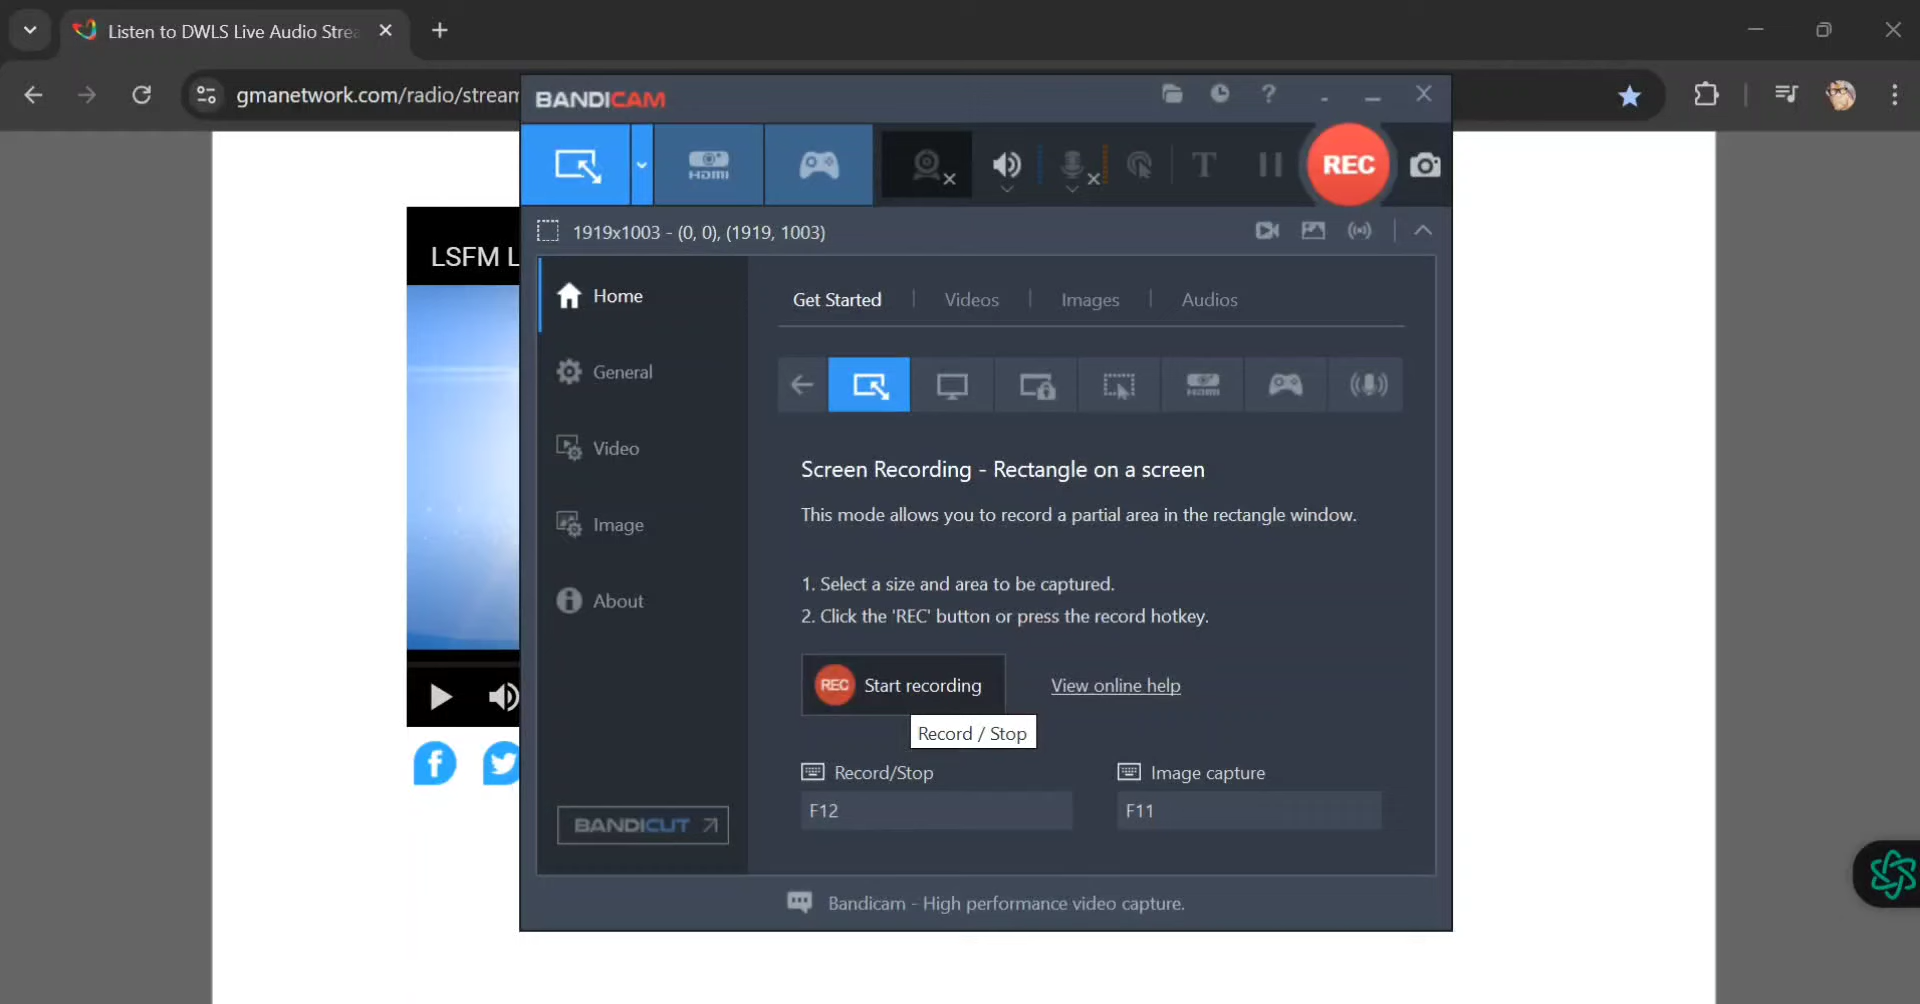 Listen to DWLS Live Audio Strea
gmanetwork.com/radio/stream
BANDICAM
HDMI
T
REC
1919x1003 - (0, 0), (1919, 1003)
LSFM L
Home
General
Video
Image
About
BANDICUT
Get Started
Videos
Images
Audios
HDMI
Screen Recording - Rectangle on a screen
This mode allows you to record a partial area in the rectangle window.
1. Select a size and area to be captured.
2. Click the 'REC' button or press the record hotkey.
REC Start recording
View online help
Record / Stop
Record/Stop
Image capture
F12
F11
Bandicam - High performance video capture.